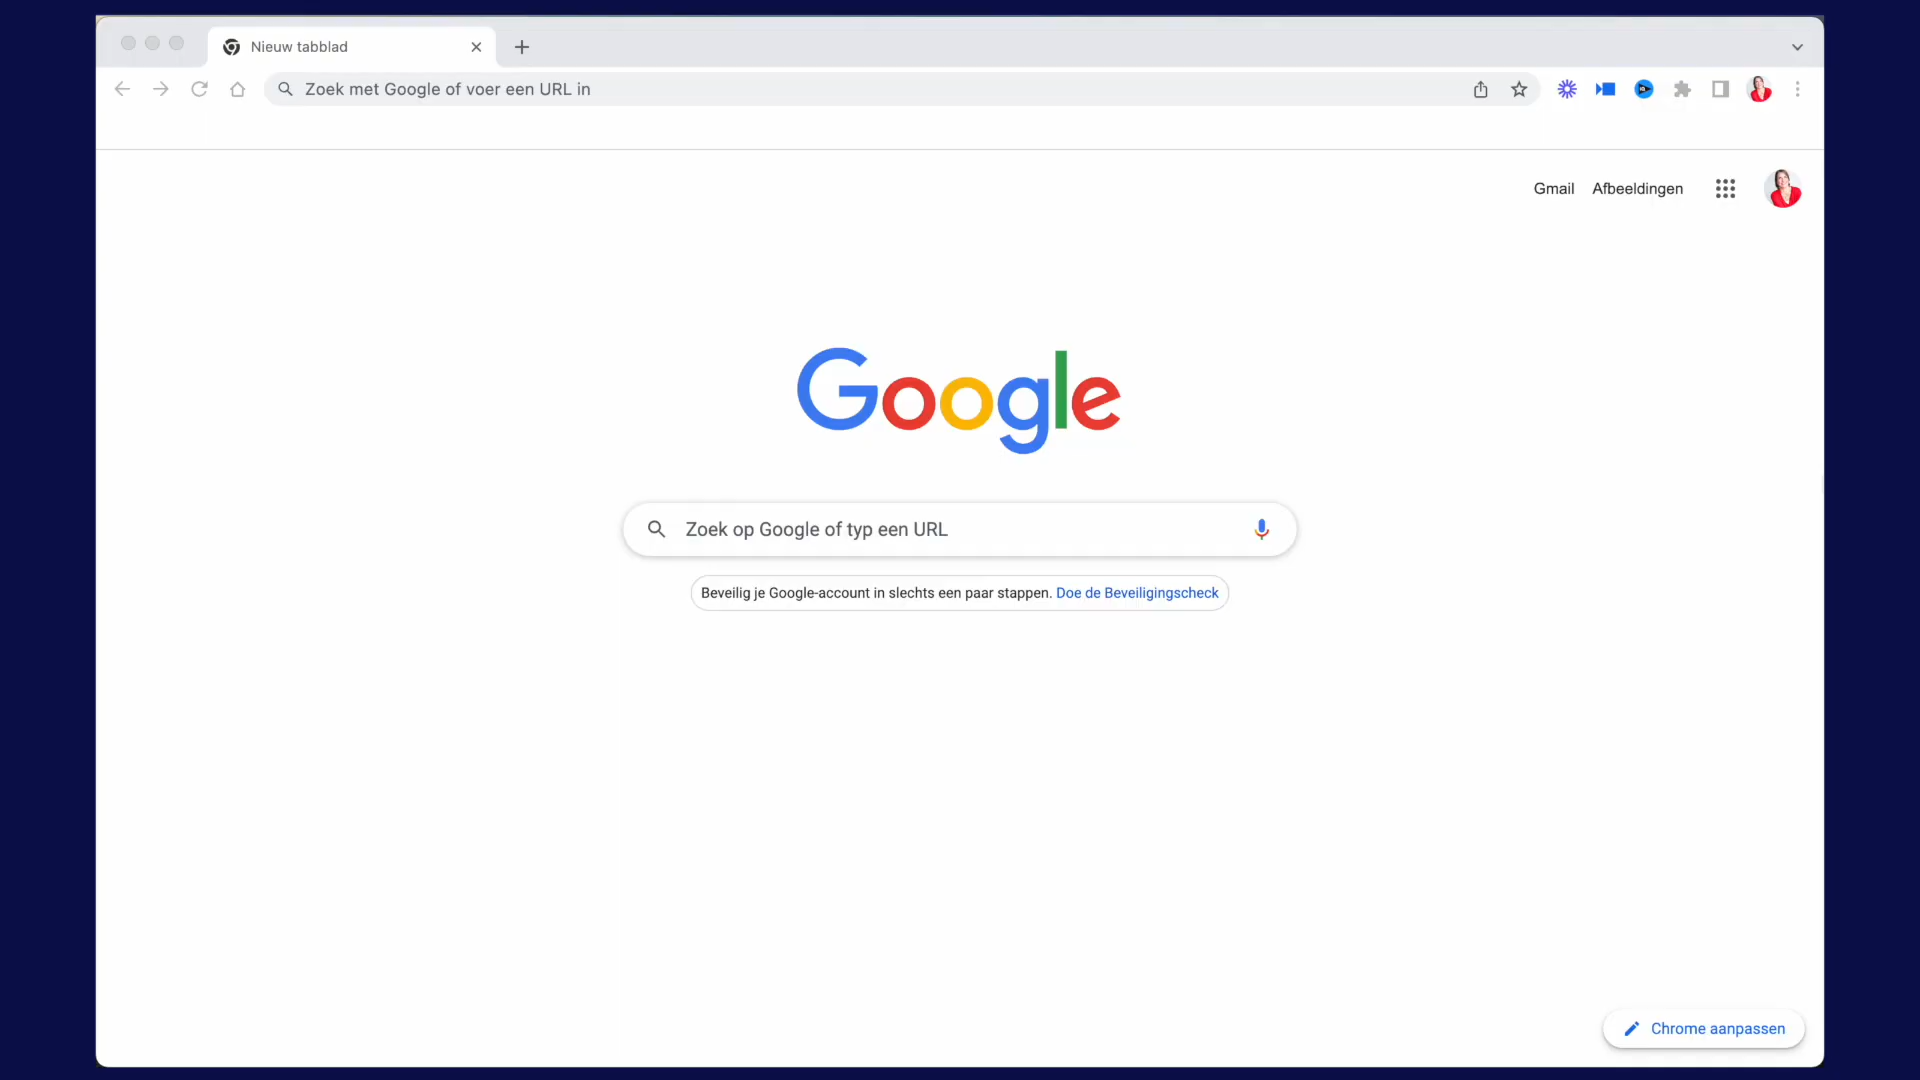 Nieuw tabblad
Zoek met Google of voer een URL in
Gmail Afbeeldingen
Google
Zoek op Google of typ een URL
Beveilig je Google-account in slechts een paar stappen. Doe de Beveiligingscheck
Chrome aanpassen